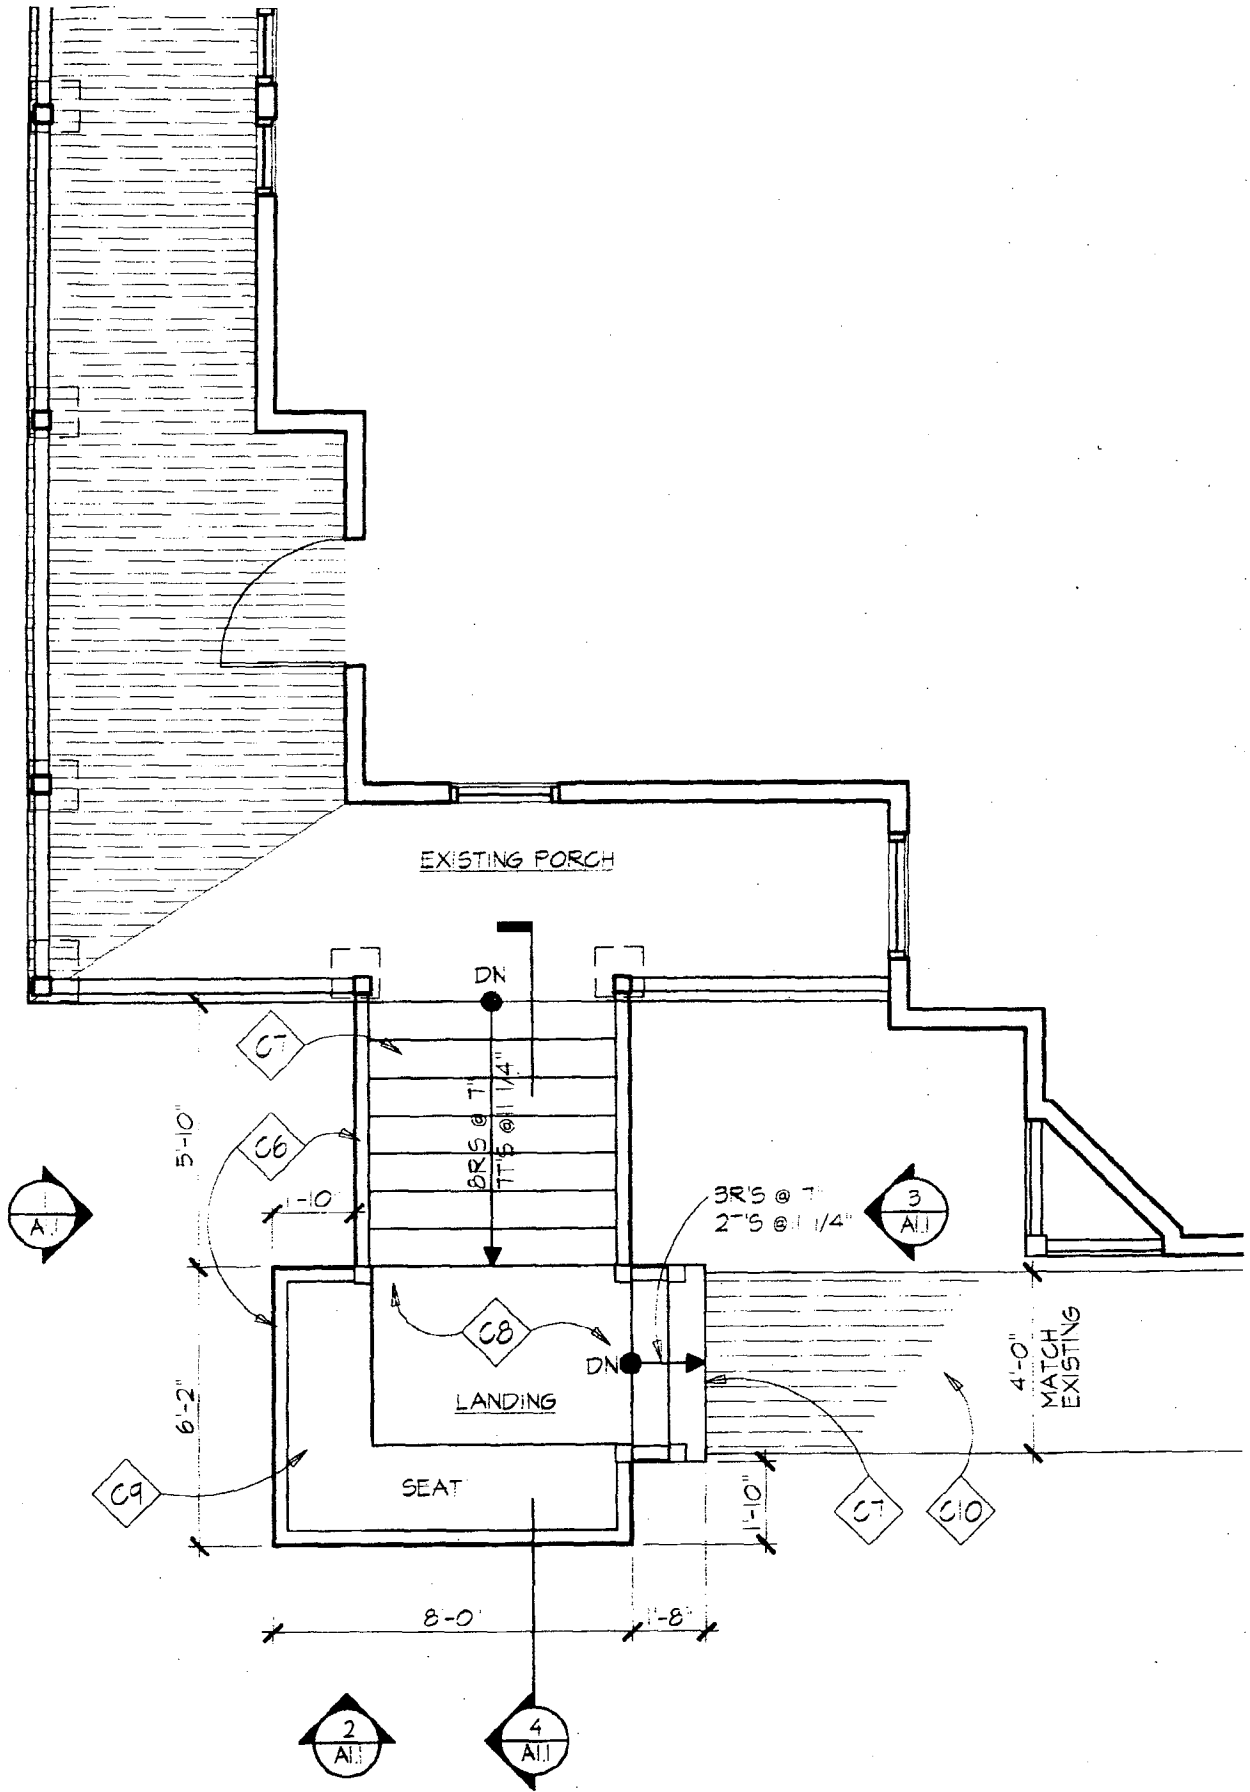 EXISTING PORCH
DN
C7
8R'S @ 7"
7T'S @ 11 1/4"
5'-10"
C6
1'-10"
1
A1.1
3R'S @ 7"
2T'S @ 11 1/4"
3
A1.1
C8
DN
LANDING
4'-0"
MATCH
EXISTING
6'-2"
C9
SEAT
C7
C10
1'-10"
8'-0"
1'-8"
2
A1.1
4
A1.1